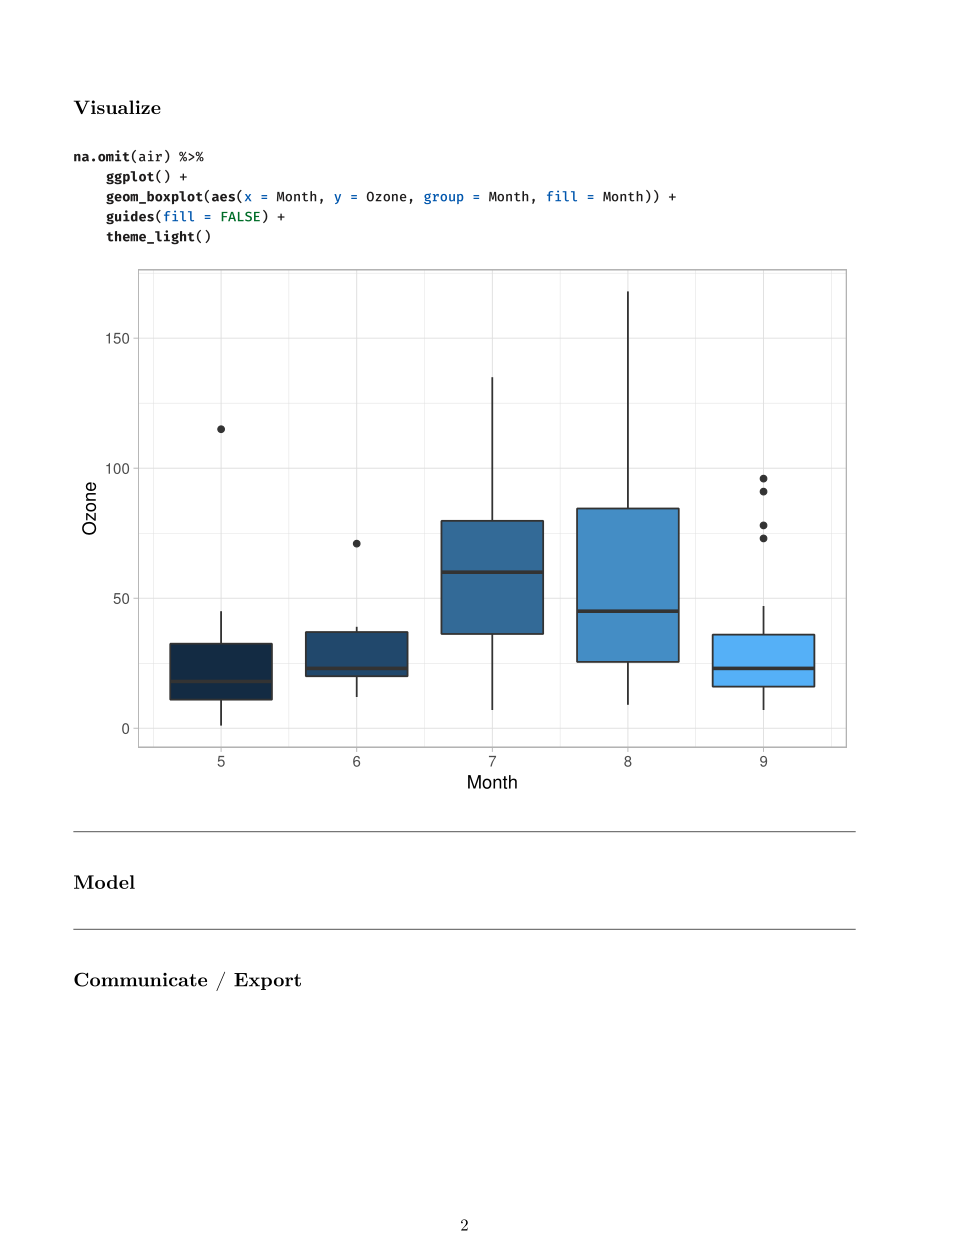 Visualize
na.omit(air) %>%
    ggplot() +
    geom_boxplot(aes(x = Month, y = Ozone, group = Month, fill = Month)) +
    guides(fill = FALSE) +
    theme_light()
150
100
50
0
Ozone
5 6 7 8 9
Month
Model
Communicate / Export
2